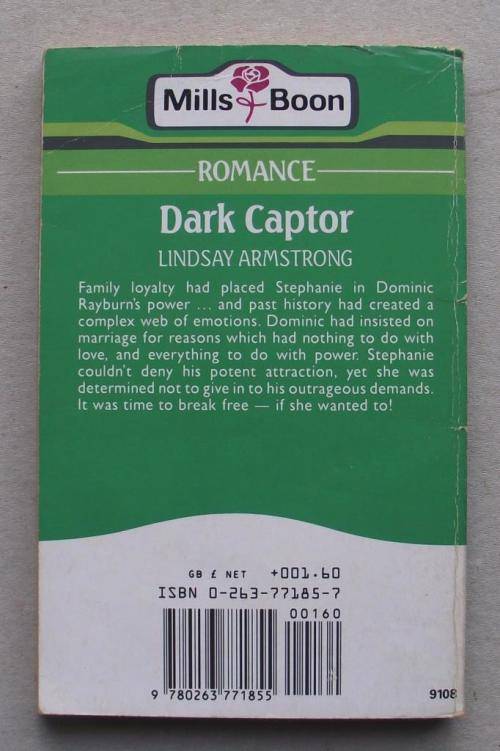 Mills & Boon
ROMANCE
Dark Captor
LINDSAY ARMSTRONG
Family loyalty had placed Stephanie in Dominic
Rayburn's power ... and past history had created a
complex web of emotions. Dominic had insisted on
marriage for reasons which had nothing to do with
love, and everything to do with power. Stephanie
couldn't deny his potent attraction, yet she was
determined not to give in to his outrageous demands.
It was time to break free — if she wanted to!
GB £ NET +001.60
ISBN 0-263-77185-7
00160
9 780263 771855
9108